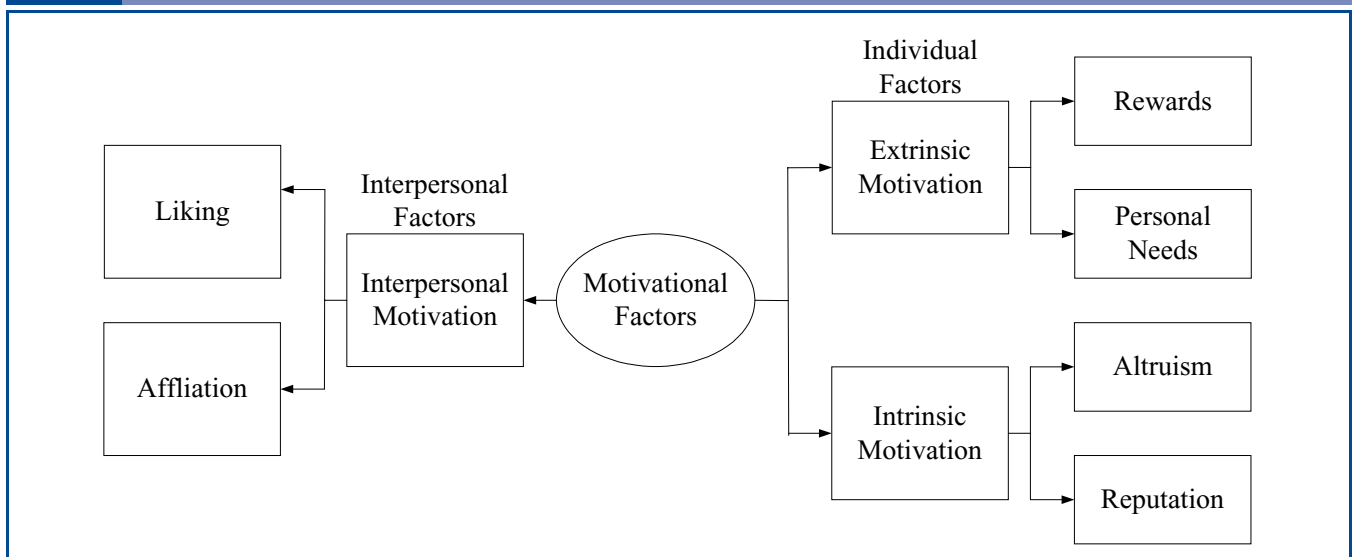 Liking
Affliation
Interpersonal
Factors
Interpersonal
Motivation
Motivational
Factors
Individual
Factors
Extrinsic
Motivation
Intrinsic
Motivation
Rewards
Personal
Needs
Altruism
Reputation